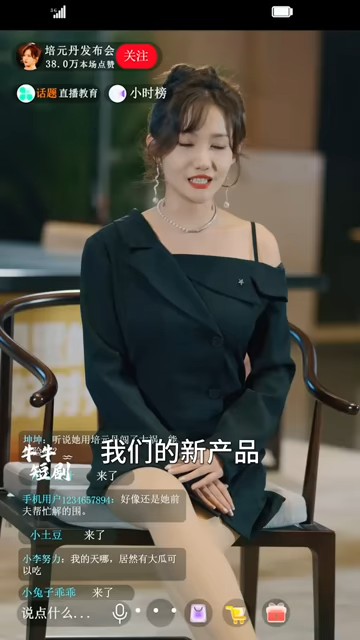 培元丹发布会
38.0万本场点赞
关注
话题 直播教育
小时榜
坤坤：听说她用培元丹
我们的新产品
牛牛短剧
来了
手机用户1234657894：好像还是她前
夫帮忙解的围。
小土豆 来了
小李努力：我的天哪，居然有大瓜可
以吃
小兔子乖乖 来了
说点什么...